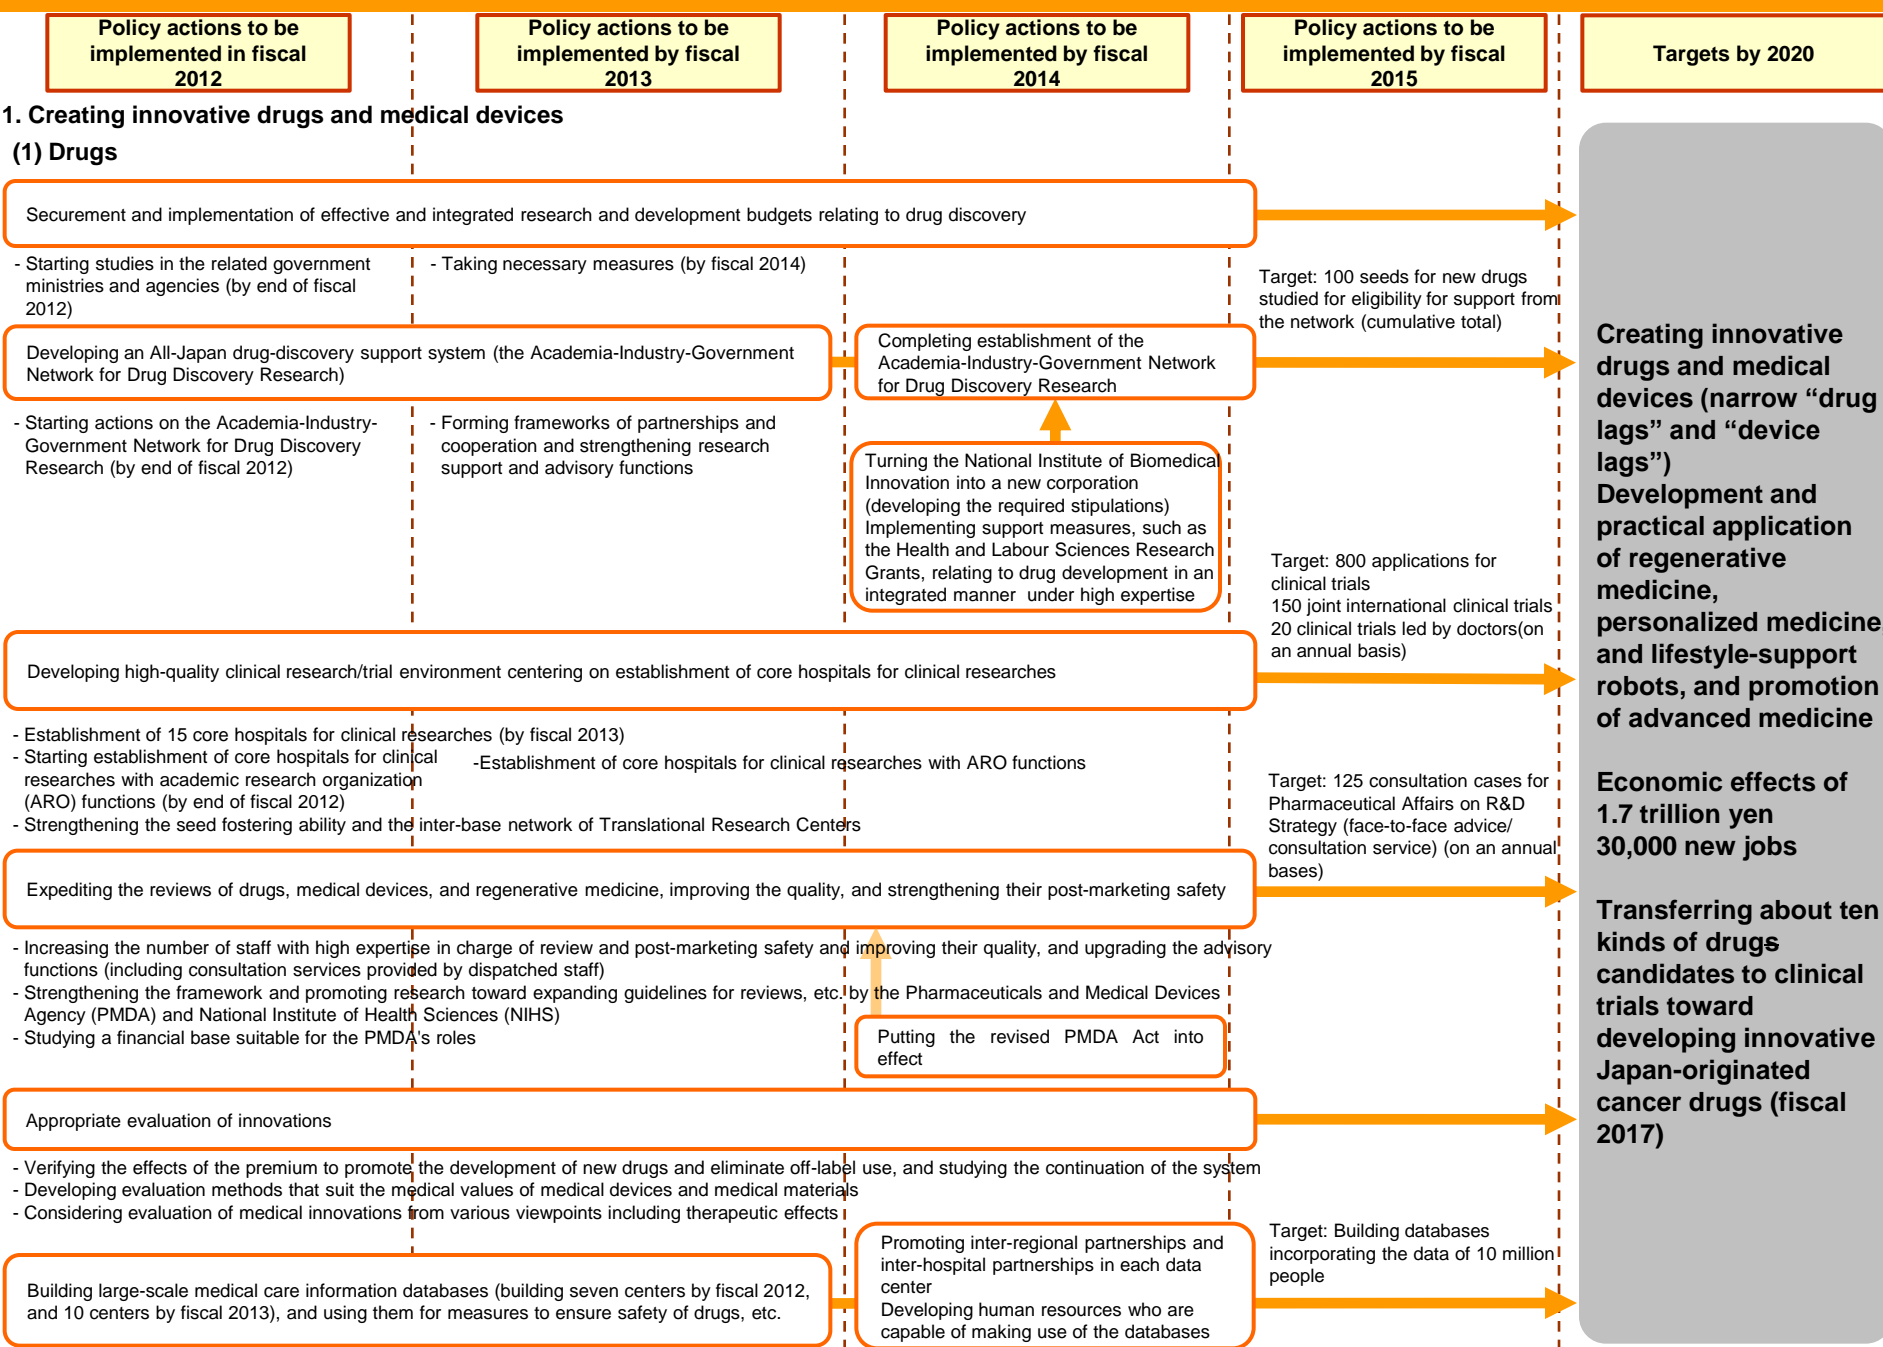 Policy actions to be
implemented in fiscal
2012
Policy actions to be
implemented by fiscal
2013
Policy actions to be
implemented by fiscal
2014
Policy actions to be
implemented by fiscal
2015
Targets by 2020
1. Creating innovative drugs and medical devices
(1) Drugs
Securement and implementation of effective and integrated research and development budgets relating to drug discovery
- Starting studies in the related government
ministries and agencies (by end of fiscal
2012)
- Taking necessary measures (by fiscal 2014)
Target: 100 seeds for new drugs
studied for eligibility for support from
the network (cumulative total)
Developing an All-Japan drug-discovery support system (the Academia-Industry-Government
Network for Drug Discovery Research)
Completing establishment of the
Academia-Industry-Government Network
for Drug Discovery Research
- Starting actions on the Academia-Industry-
Government Network for Drug Discovery
Research (by end of fiscal 2012)
- Forming frameworks of partnerships and
cooperation and strengthening research
support and advisory functions
Turning the National Institute of Biomedical
Innovation into a new corporation
(developing the required stipulations)
Implementing support measures, such as
the Health and Labour Sciences Research
Grants, relating to drug development in an
integrated manner under high expertise
Target: 800 applications for
clinical trials
150 joint international clinical trials
20 clinical trials led by doctors(on
an annual basis)
Developing high-quality clinical research/trial environment centering on establishment of core hospitals for clinical researches
- Establishment of 15 core hospitals for clinical researches (by fiscal 2013)
- Starting establishment of core hospitals for clinical
researches with academic research organization
(ARO) functions (by end of fiscal 2012)
-Establishment of core hospitals for clinical researches with ARO functions
- Strengthening the seed fostering ability and the inter-base network of Translational Research Centers
Target: 125 consultation cases for
Pharmaceutical Affairs on R&D
Strategy (face-to-face advice/
consultation service) (on an annual
bases)
Expediting the reviews of drugs, medical devices, and regenerative medicine, improving the quality, and strengthening their post-marketing safety
- Increasing the number of staff with high expertise in charge of review and post-marketing safety and improving their quality, and upgrading the advisory
functions (including consultation services provided by dispatched staff)
- Strengthening the framework and promoting research toward expanding guidelines for reviews, etc. by the Pharmaceuticals and Medical Devices
Agency (PMDA) and National Institute of Health Sciences (NIHS)
- Studying a financial base suitable for the PMDA's roles
Putting the revised PMDA Act into
effect
Appropriate evaluation of innovations
- Verifying the effects of the premium to promote the development of new drugs and eliminate off-label use, and studying the continuation of the system
- Developing evaluation methods that suit the medical values of medical devices and medical materials
- Considering evaluation of medical innovations from various viewpoints including therapeutic effects
Building large-scale medical care information databases (building seven centers by fiscal 2012,
and 10 centers by fiscal 2013), and using them for measures to ensure safety of drugs, etc.
Promoting inter-regional partnerships and
inter-hospital partnerships in each data
center
Developing human resources who are
capable of making use of the databases
Target: Building databases
incorporating the data of 10 million
people
Creating innovative
drugs and medical
devices (narrow “drug
lags” and “device
lags”)
Development and
practical application
of regenerative
medicine,
personalized medicine,
and lifestyle-support
robots, and promotion
of advanced medicine
Economic effects of
1.7 trillion yen
30,000 new jobs
Transferring about ten
kinds of drugs
candidates to clinical
trials toward
developing innovative
Japan-originated
cancer drugs (fiscal
2017)